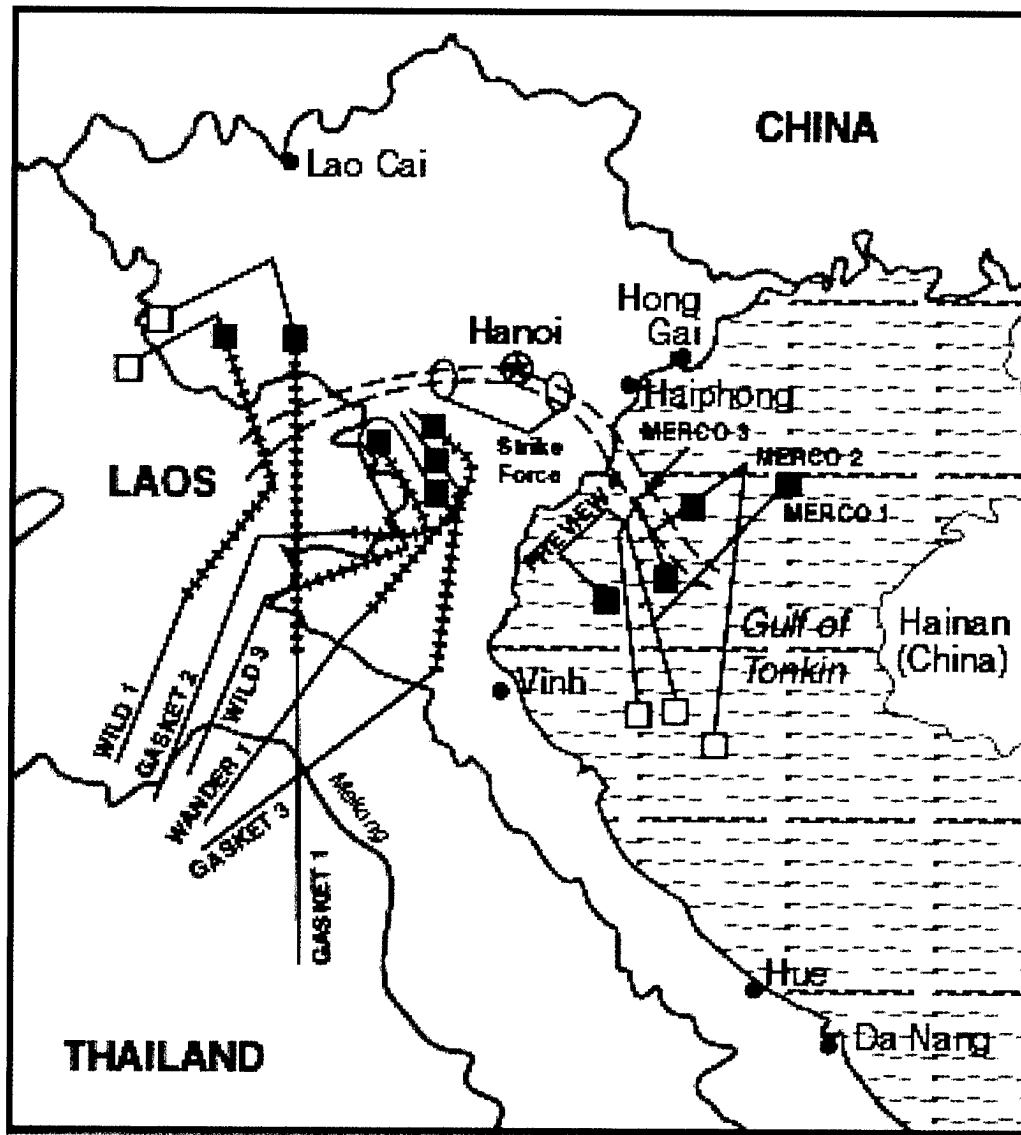 CHINA
Lao Cai
Hong
Gai
Hanoi
Haiphong
MERCO 3
Strike
Force
MERCO 2
LAOS
MERCO 1
Gulf of
Tonkin
Hainan
(China)
Vinh
WILD 1
GASKET 2
WILD 9
WANDER 1
GASKET 3
Mekong
GASKET 1
Hue
Da Nang
THAILAND